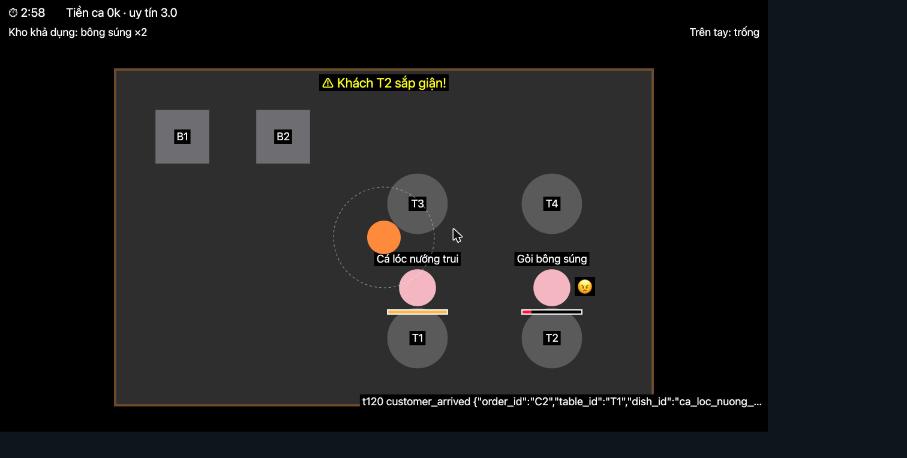 ⏱ 2:58 Tiền ca 0k · uy tín 3.0
Kho khả dụng: bông súng ×2
Trên tay: trống
⚠ Khách T2 sắp giận!
B1
B2
T3
T4
Cá lóc nướng trui
Gỏi bông súng
T1
T2
t120 customer_arrived {"order_id":"C2","table_id":"T1","dish_id":"ca_loc_nuong_...